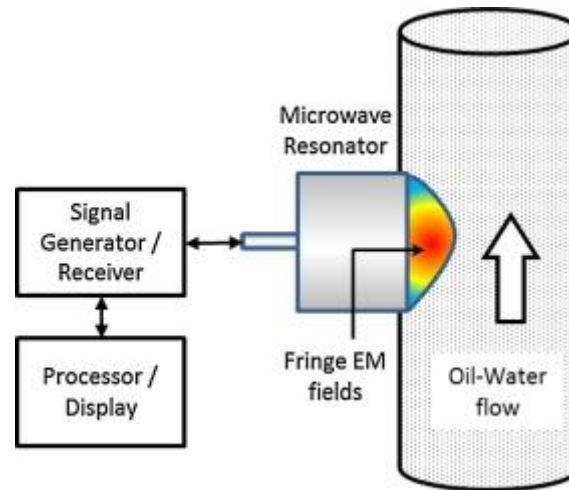 Microwave
Resonator
Signal
Generator /
Receiver
Processor /
Display
Fringe EM
fields
Oil-Water
flow